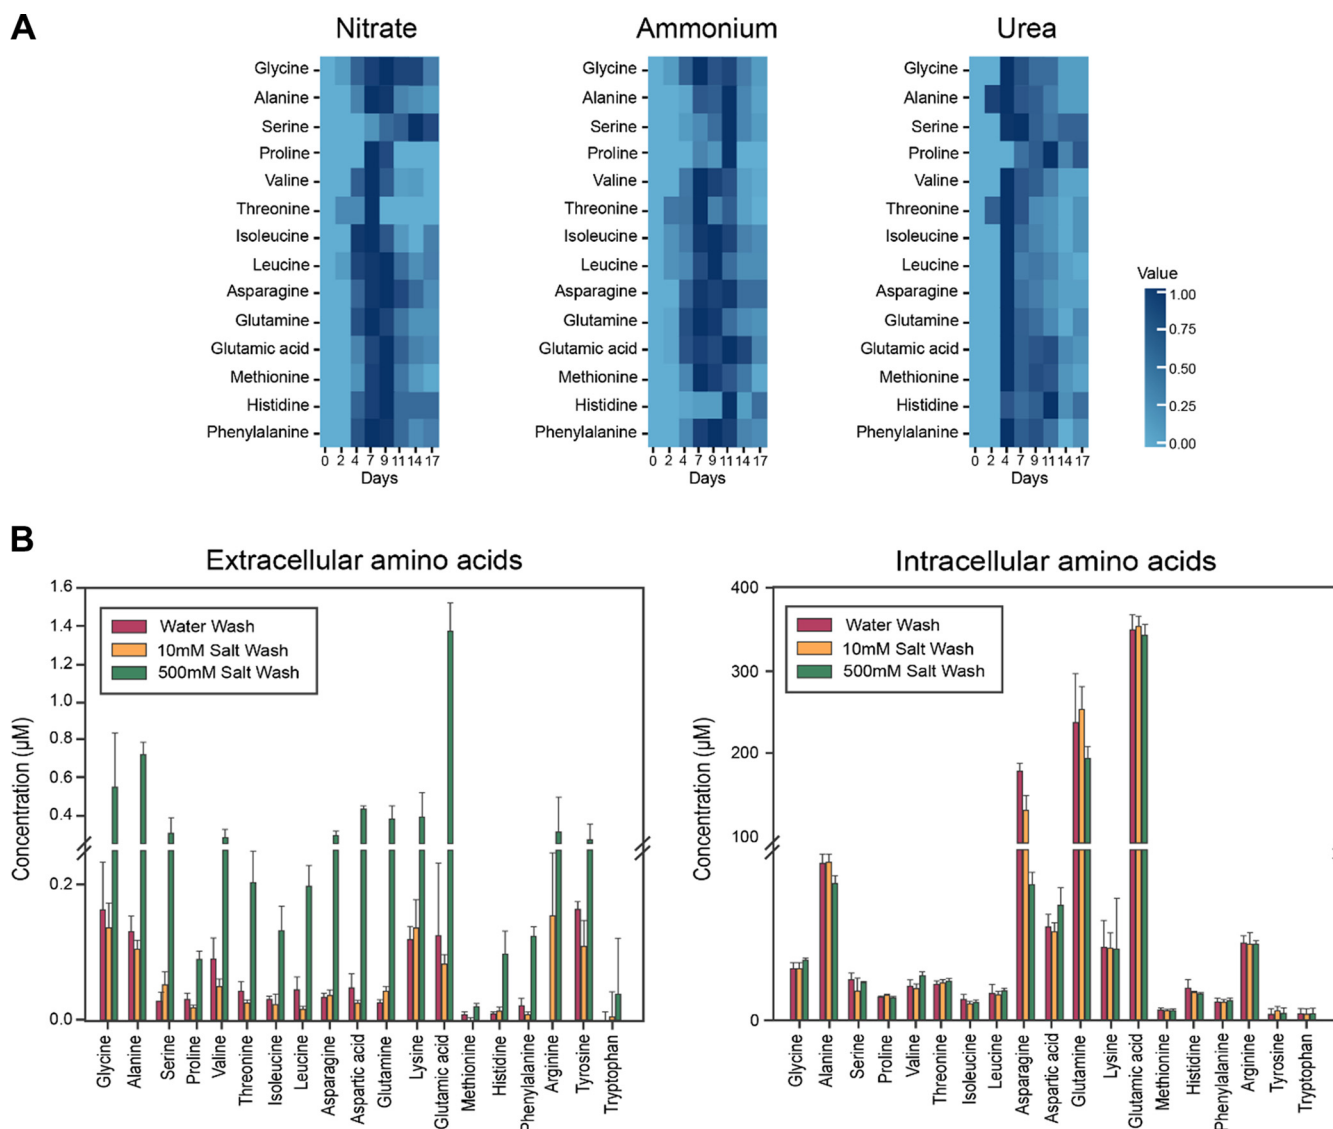 A
Nitrate
Ammonium
Urea
Glycine
Alanine
Serine
Proline
Valine
Threonine
Isoleucine
Leucine
Asparagine
Glutamine
Glutamic acid
Methionine
Histidine
Phenylalanine
0 2 4 7 9 11 14 17
Days
Glycine
Alanine
Serine
Proline
Valine
Threonine
Isoleucine
Leucine
Asparagine
Glutamine
Glutamic acid
Methionine
Histidine
Phenylalanine
0 2 4 7 9 11 14 17
Days
Glycine
Alanine
Serine
Proline
Valine
Threonine
Isoleucine
Leucine
Asparagine
Glutamine
Glutamic acid
Methionine
Histidine
Phenylalanine
0 2 4 7 9 11 14 17
Days
Value
1.00
0.75
0.50
0.25
0.00
B
Extracellular amino acids
Concentration (µM)
1.6
1.4
1.2
1.0
0.8
0.6
0.4
0.2
0.0
Water Wash
10mM Salt Wash
500mM Salt Wash
Glycine
Alanine
Serine
Proline
Valine
Threonine
Isoleucine
Leucine
Asparagine
Aspartic acid
Glutamine
Lysine
Glutamic acid
Methionine
Histidine
Phenylalanine
Arginine
Tyrosine
Tryptophan
Intracellular amino acids
Concentration (µM)
400
300
200
100
0
Water Wash
10mM Salt Wash
500mM Salt Wash
Glycine
Alanine
Serine
Proline
Valine
Threonine
Isoleucine
Leucine
Asparagine
Aspartic acid
Glutamine
Lysine
Glutamic acid
Methionine
Histidine
Phenylalanine
Arginine
Tyrosine
Tryptophan